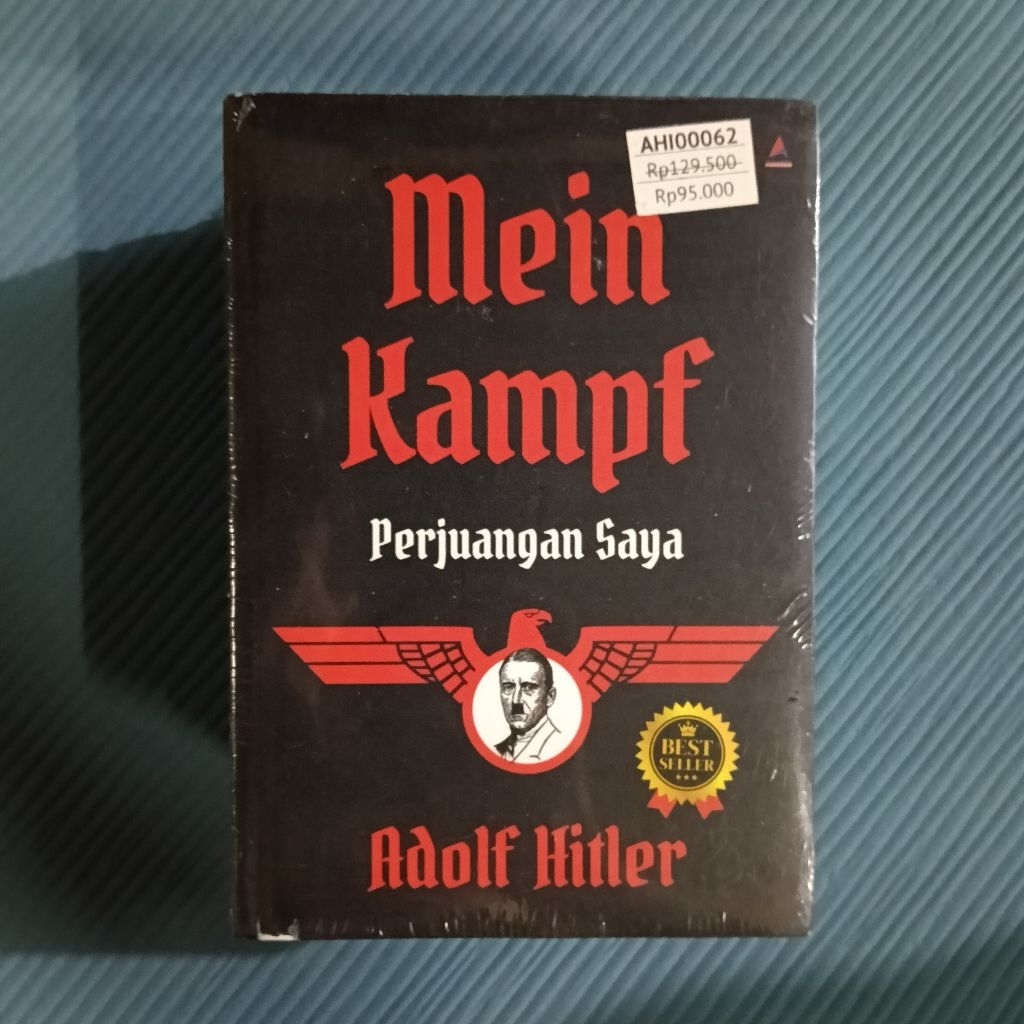 AHI00062
Rp129.500
Rp95.000
Mein
Kampf
Perjuangan Saya
BEST
SELLER
Adolf Hitler